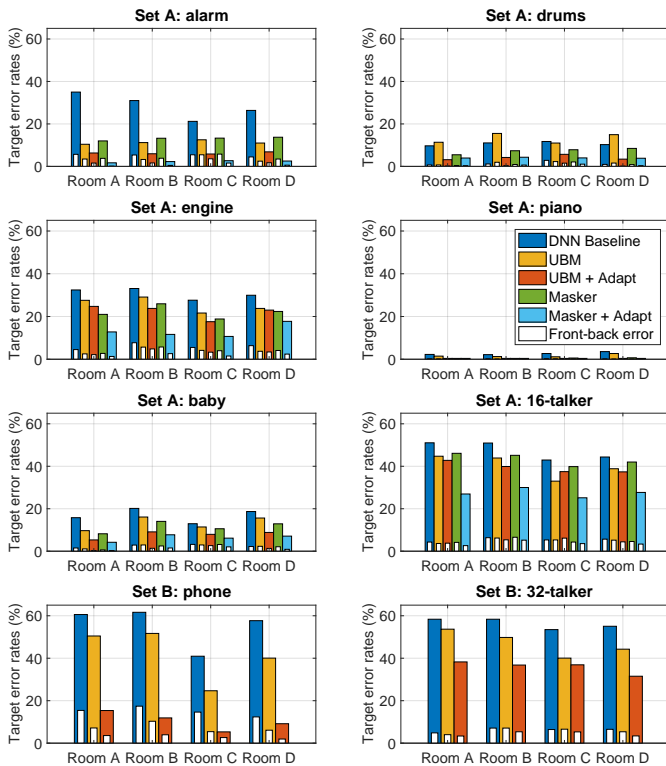 Set A: alarm
Target error rates (%)
60
40
20
0
Room A Room B Room C Room D
Set A: drums
Target error rates (%)
60
40
20
0
Room A Room B Room C Room D
Set A: engine
Target error rates (%)
60
40
20
0
Room A Room B Room C Room D
Set A: piano
Target error rates (%)
60
40
20
0
DNN Baseline
UBM
UBM + Adapt
Masker
Masker + Adapt
Front-back error
Room A Room B Room C Room D
Set A: baby
Target error rates (%)
60
40
20
0
Room A Room B Room C Room D
Set A: 16-talker
Target error rates (%)
60
40
20
0
Room A Room B Room C Room D
Set B: phone
Target error rates (%)
60
40
20
0
Room A Room B Room C Room D
Set B: 32-talker
Target error rates (%)
60
40
20
0
Room A Room B Room C Room D